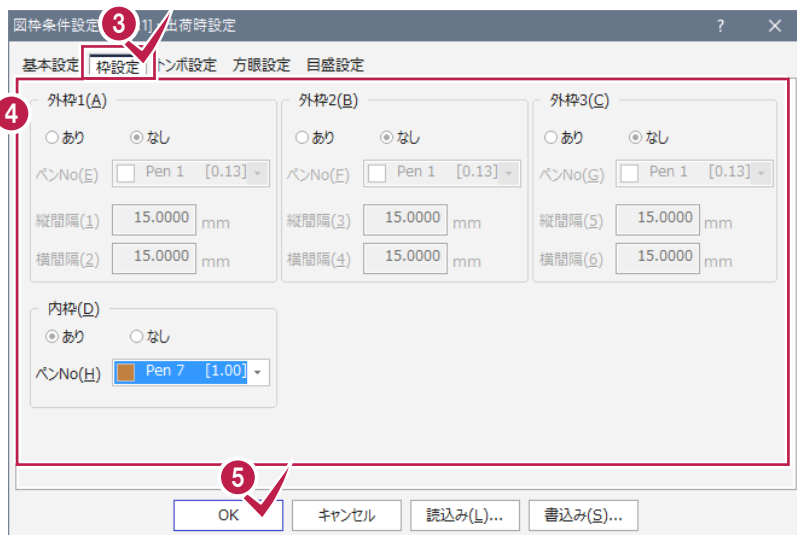 図枠条件設定 1] 出荷時設定
3
基本設定 枠設定 トンボ設定 方眼設定 目盛設定
4
外枠1(A) 外枠2(B) 外枠3(C)
あり なし あり なし あり なし
ペンNo(E) Pen 1 [0.13] ペンNo(F) Pen 1 [0.13] ペンNo(G) Pen 1 [0.13]
縦間隔(1) 15.0000 mm 縦間隔(3) 15.0000 mm 縦間隔(5) 15.0000 mm
横間隔(2) 15.0000 mm 横間隔(4) 15.0000 mm 横間隔(6) 15.0000 mm
内枠(D)
あり なし
ペンNo(H) Pen 7 [1.00]
5
OK キャンセル 読込み(L)... 書込み(S)...